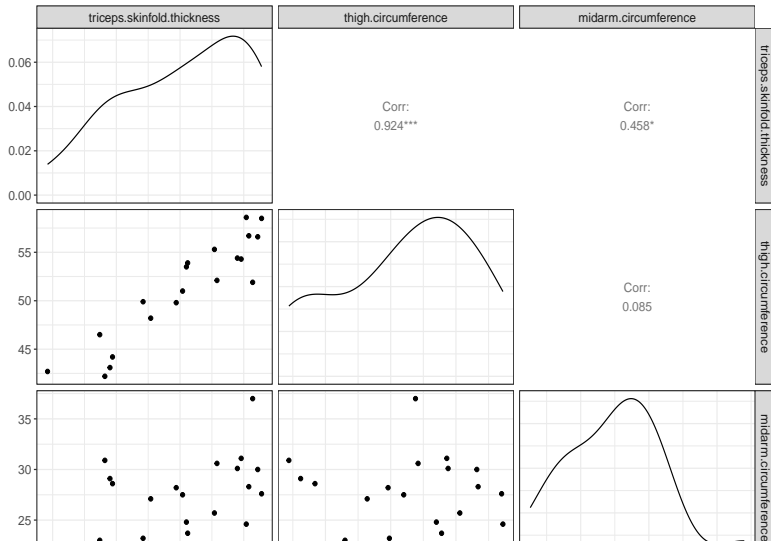 triceps.skinfold.thickness
thigh.circumference
midarm.circumference
0.06
0.04
0.02
0.00
Corr:
0.924***
Corr:
0.458*
triceps.skinfold.thickness
55
50
45
Corr:
0.085
thigh.circumference
35
30
25
midarm.circumference